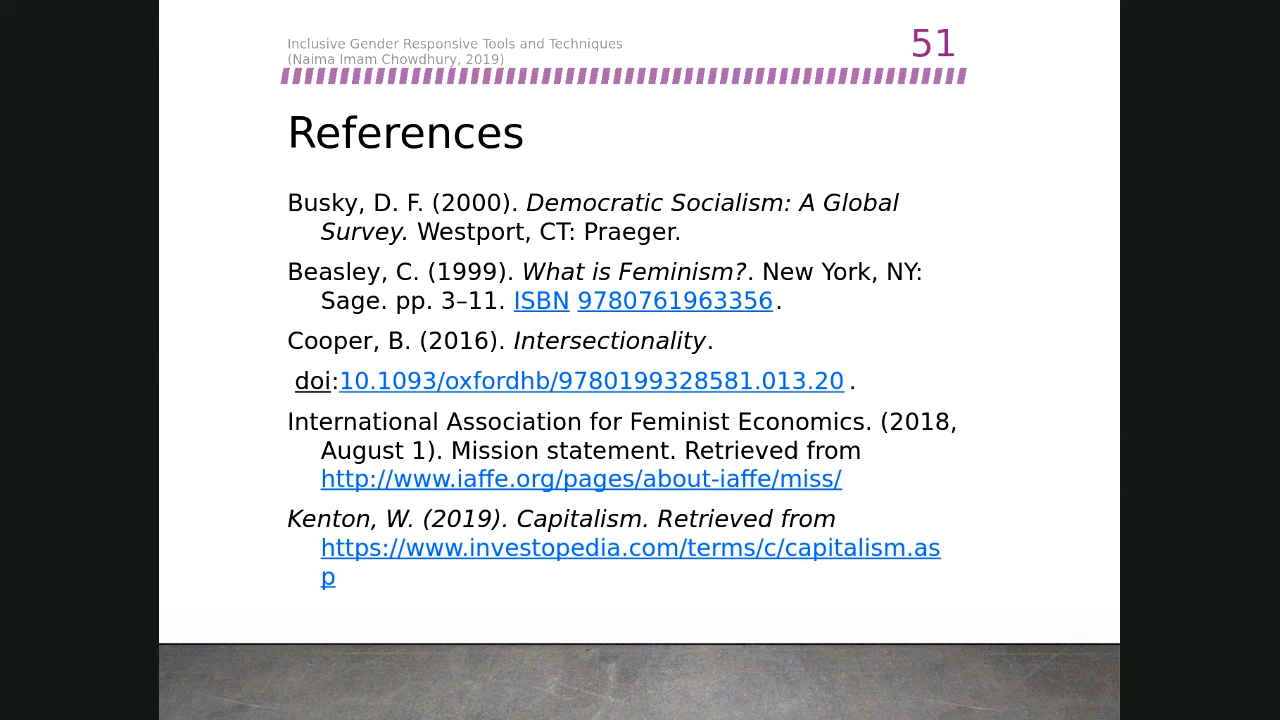 Inclusive Gender Responsive Tools and Techniques
(Naima Imam Chowdhury, 2019)
51
References
Busky, D. F. (2000). Democratic Socialism: A Global
Survey. Westport, CT: Praeger.
Beasley, C. (1999). What is Feminism?. New York, NY:
Sage. pp. 3–11. ISBN 9780761963356.
Cooper, B. (2016). Intersectionality.
doi:10.1093/oxfordhb/9780199328581.013.20 .
International Association for Feminist Economics. (2018,
August 1). Mission statement. Retrieved from
http://www.iaffe.org/pages/about-iaffe/miss/
Kenton, W. (2019). Capitalism. Retrieved from
https://www.investopedia.com/terms/c/capitalism.as
p